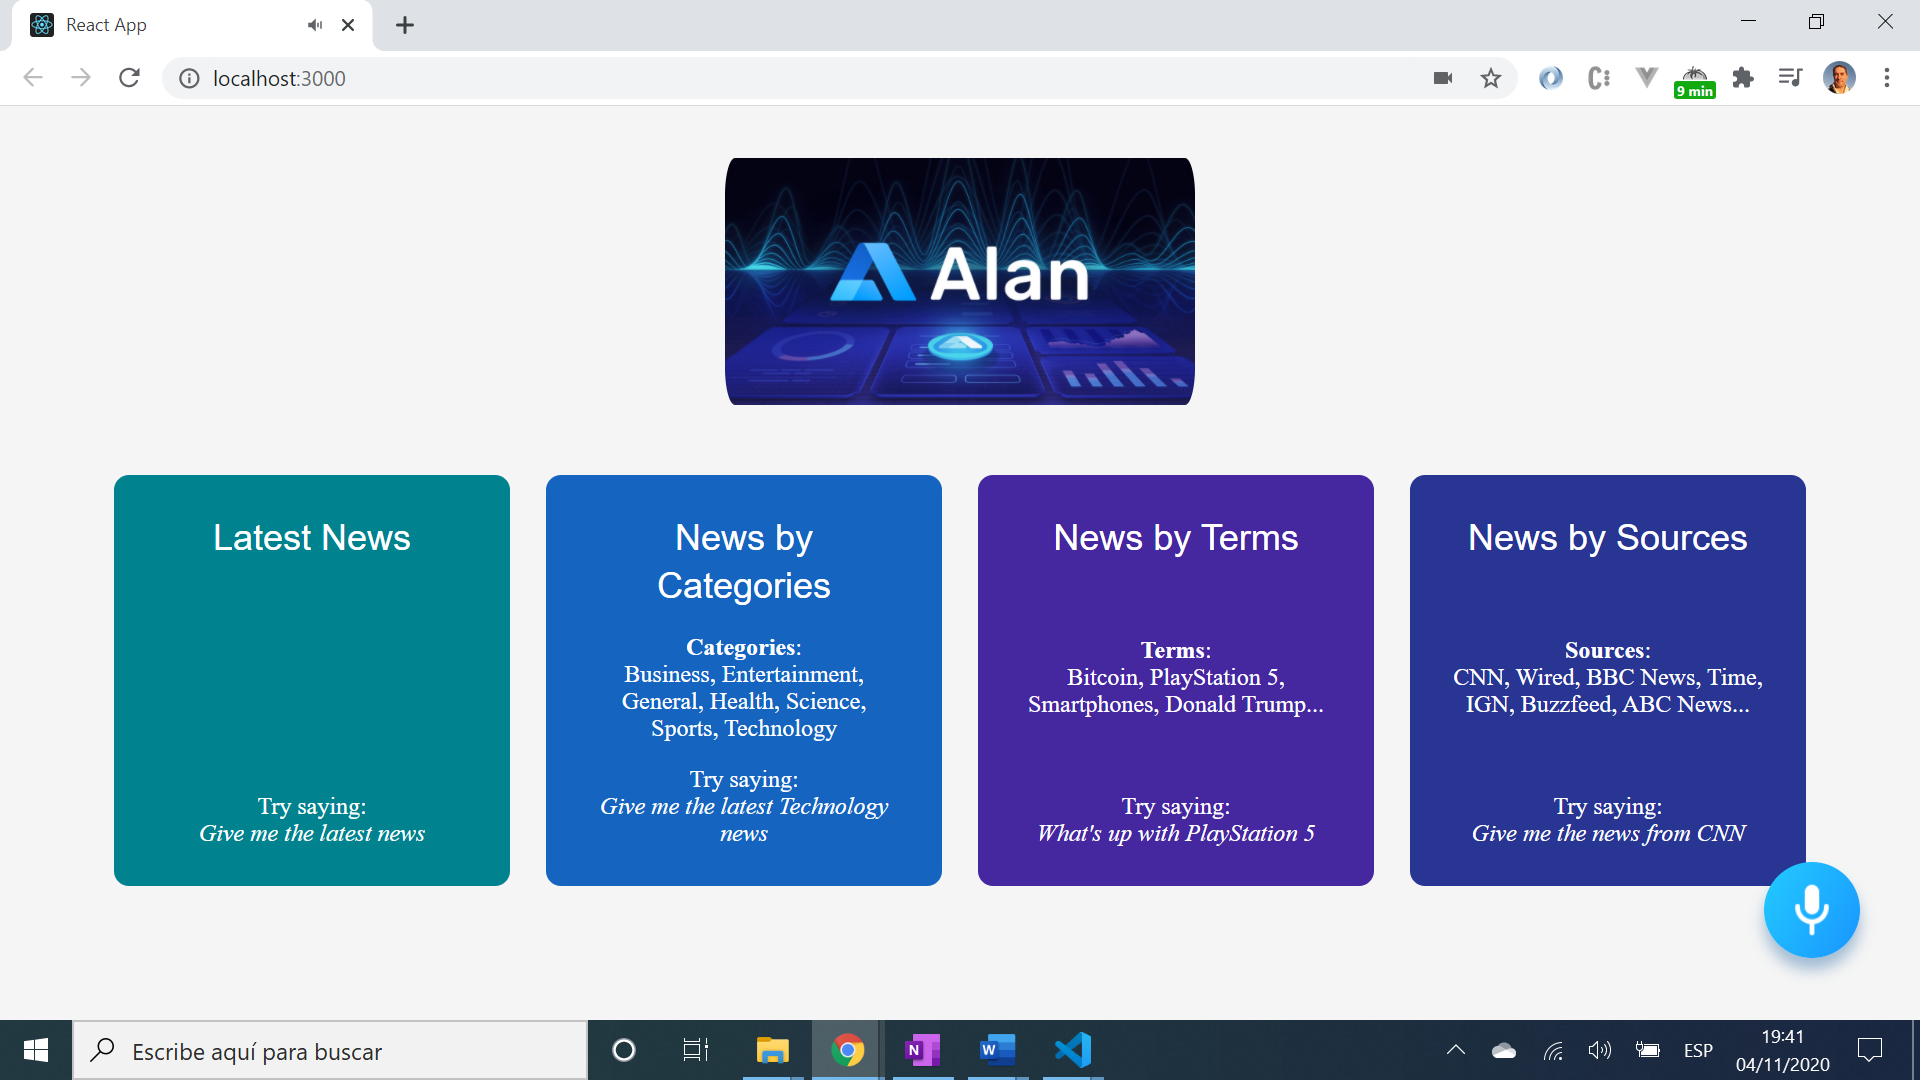 React App
localhost:3000
9 min
Alan
Latest News
Try saying:
Give me the latest news
News by
Categories
Categories:
Business, Entertainment,
General, Health, Science,
Sports, Technology
Try saying:
Give me the latest Technology
news
News by Terms
Terms:
Bitcoin, PlayStation 5,
Smartphones, Donald Trump...
Try saying:
What's up with PlayStation 5
News by Sources
Sources:
CNN, Wired, BBC News, Time,
IGN, Buzzfeed, ABC News...
Try saying:
Give me the news from CNN
Escribe aquí para buscar
N
W
ESP
19:41
04/11/2020